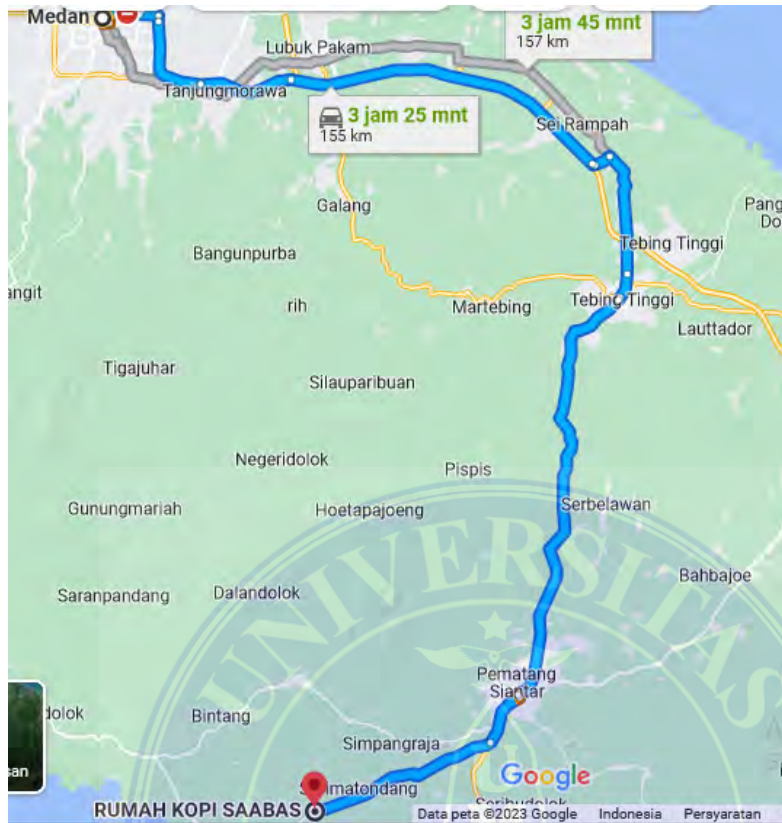 Medan
3 jam 45 mnt
157 km
Lubuk Pakam
Tanjungmorawa
3 jam 25 mnt
155 km
Sei Rampah
Galang
Pang
Do
Bangunpurba
Tebing Tinggi
angit
rih
Martebing
Tebing Tinggi
Lauttador
Tigajuhar
Silauparibuan
Negeridolok
Pispis
Gunungmariah
Hoetapajoeng
Serbelawan
Bahbajoe
Saranpandang
Dalandolok
UNIVERSITAS
Pematang
Siantar
dolok
Bintang
Simpangraja
san
Google
RUMAH KOPI SAABAS
Data peta ©2023 Google
Indonesia
Persyaratan